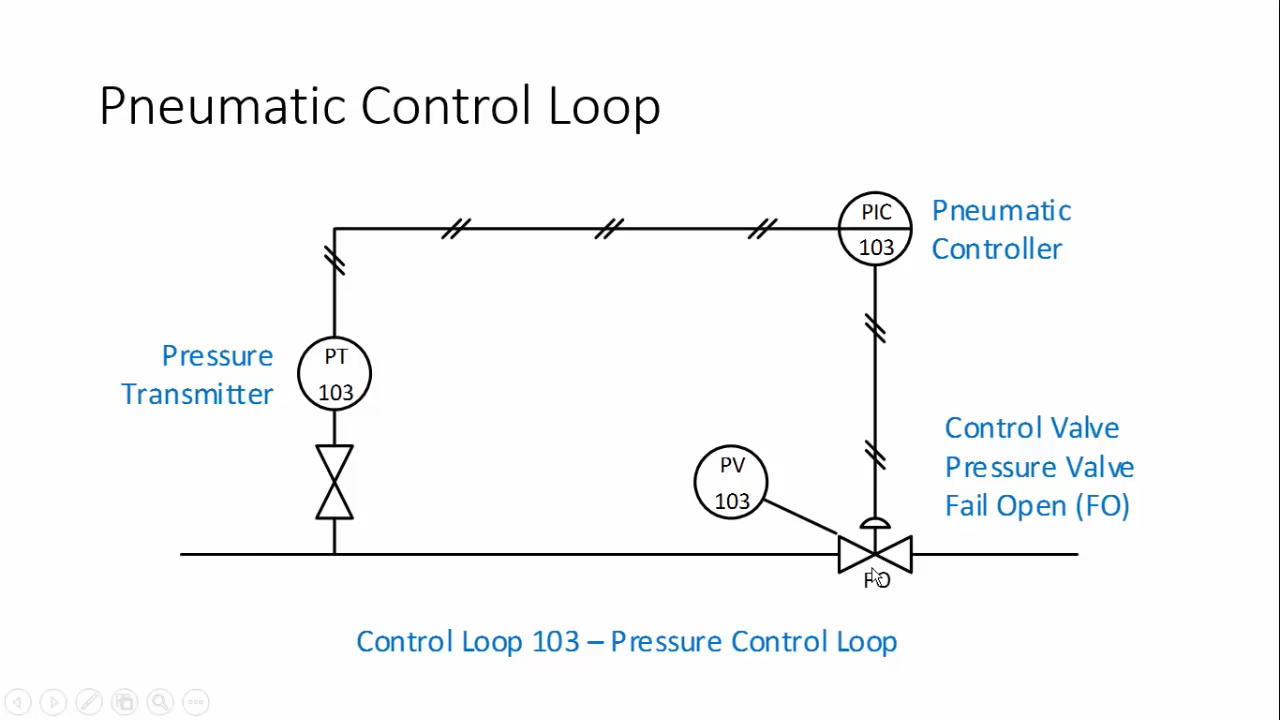 Pneumatic Control Loop
PIC
103
Pneumatic
Controller
PT
103
Pressure
Transmitter
PV
103
Control Valve
Pressure Valve
Fail Open (FO)
FO
Control Loop 103 – Pressure Control Loop